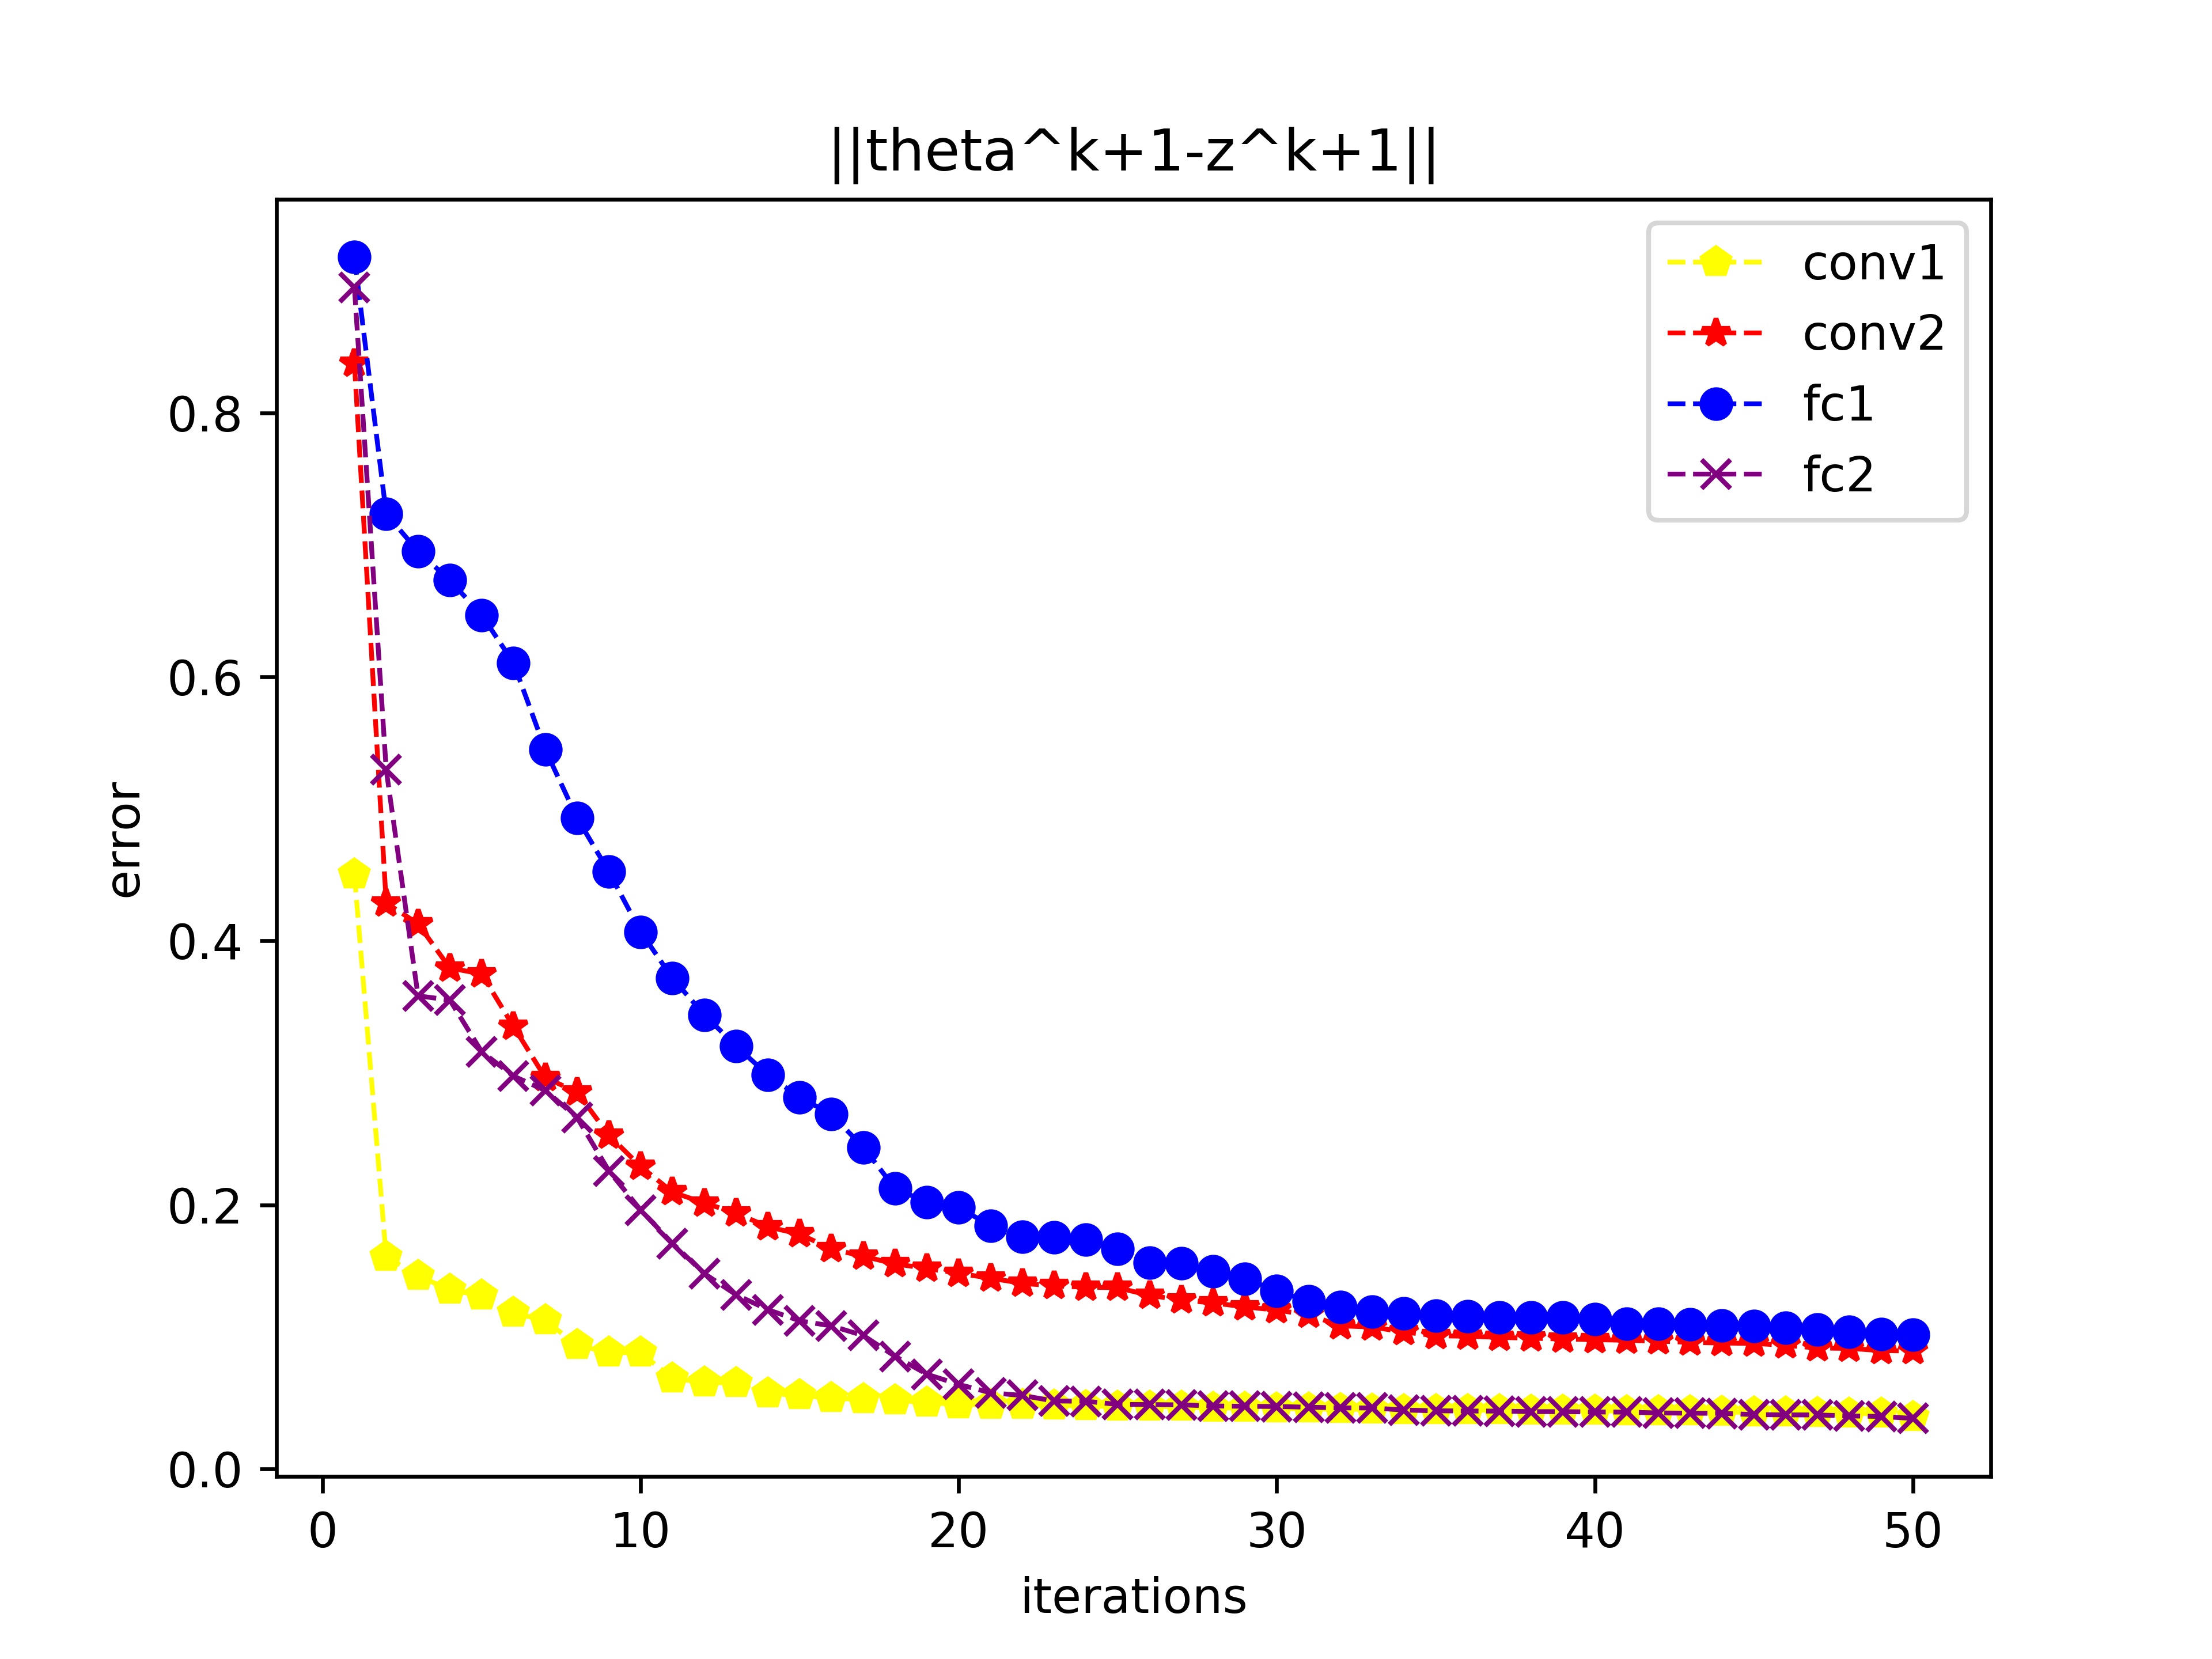 ||theta^k+1-z^k+1||
conv1
conv2
fc1
fc2
0.8
0.6
0.4
0.2
0.0
error
0 10 20 30 40 50
iterations